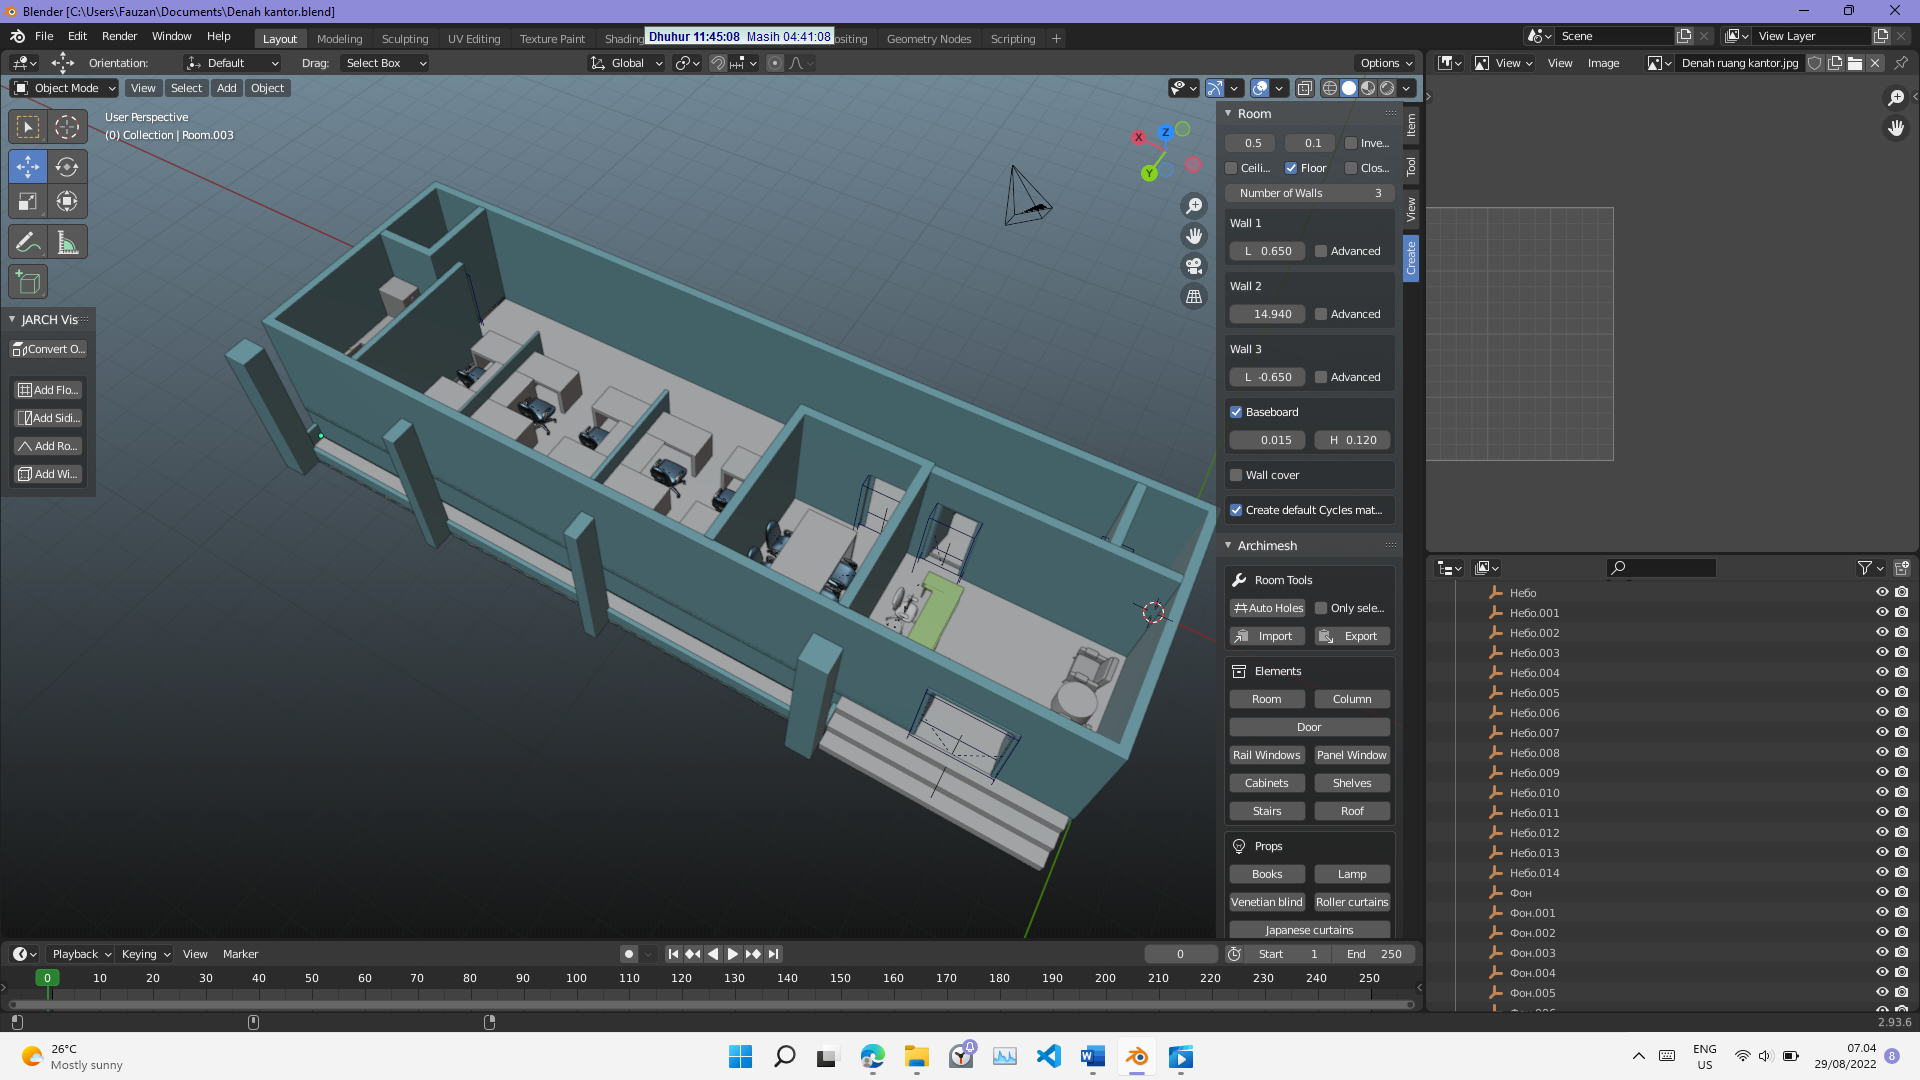 Blender [C:\Users\Fauzan\Documents\Denah kantor.blend]
File Edit Render Window Help
Layout Modeling Sculpting UV Editing Texture Paint Shading
Dhuhur 11:45:08 Masih 04:41:08
Geometry Nodes Scripting
Scene
View Layer
Orientation: Default Drag: Select Box
Global
Options
View View Image Denah ruang kantor.jpg
Object Mode View Select Add Object
User Perspective
(0) Collection | Room.003
X
Z
Y
JARCH Vis
Convert O...
Add Flo...
Add Sidi...
Add Ro...
Add Wi...
Room
0.5 0.1 Inve...
Ceili... Floor Clos...
Number of Walls 3
Wall 1
L 0.650 Advanced
Wall 2
14.940 Advanced
Wall 3
L -0.650 Advanced
Baseboard
0.015 H 0.120
Wall cover
Create default Cycles mat...
Archimesh
Room Tools
Auto Holes Only sele...
Import Export
Elements
Room Column
Door
Rail Windows Panel Window
Cabinets Shelves
Stairs Roof
Props
Books Lamp
Venetian blind Roller curtains
Japanese curtains
Item
Tool
View
Create
Небо
Небо.001
Небо.002
Небо.003
Небо.004
Небо.005
Небо.006
Небо.007
Небо.008
Небо.009
Небо.010
Небо.011
Небо.012
Небо.013
Небо.014
Фон
Фон.001
Фон.002
Фон.003
Фон.004
Фон.005
Playback Keying View Marker
0 Start 1 End 250
0 10 20 30 40 50 60 70 80 90 100 110 120 130 140 150 160 170 180 190 200 210 220 230 240 250
2.93.6
26°C
Mostly sunny
ENG
US
07.04
29/08/2022
8